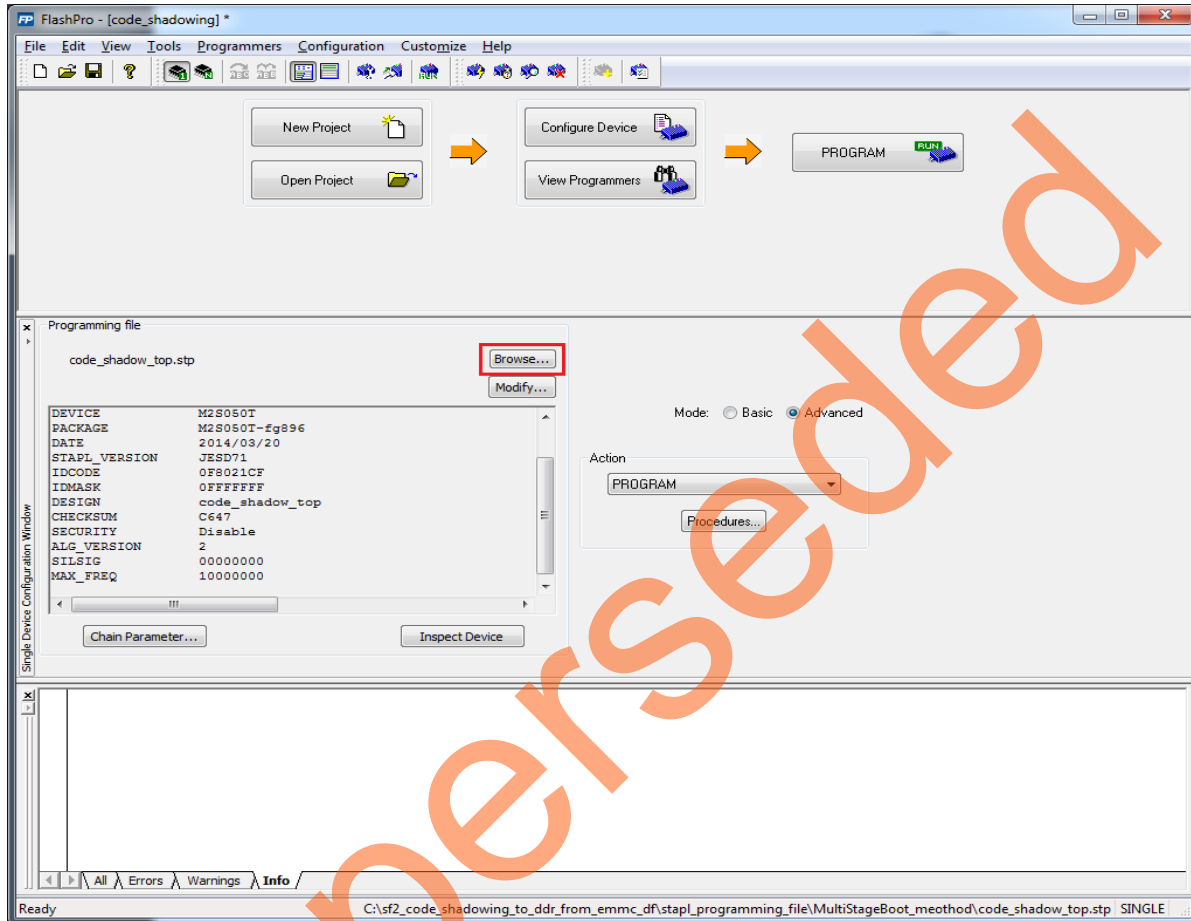 FP FlashPro - [code_shadowing] *
File Edit View Tools Programmers Configuration Customize Help
New Project
Configure Device
PROGRAM
RUN
Open Project
View Programmers
Programming file
code_shadow_top.stp
Browse...
Modify...
DEVICE M2S050T
PACKAGE M2S050T-fg896
DATE 2014/03/20
STAPL_VERSION JESD71
IDCODE 0F8021CF
IDMASK 0FFFFFFF
DESIGN code_shadow_top
CHECKSUM C647
SECURITY Disable
ALG_VERSION 2
SILSIG 00000000
MAX_FREQ 10000000
Chain Parameter...
Inspect Device
Mode: Basic Advanced
Action
PROGRAM
Procedures...
Single Device Configuration Window
All Errors Warnings Info
Ready C:\sf2_code_shadowing_to_ddr_from_emmc_df\stapl_programming_file\MultiStageBoot_meothod\code_shadow_top.stp SINGLE
perseded